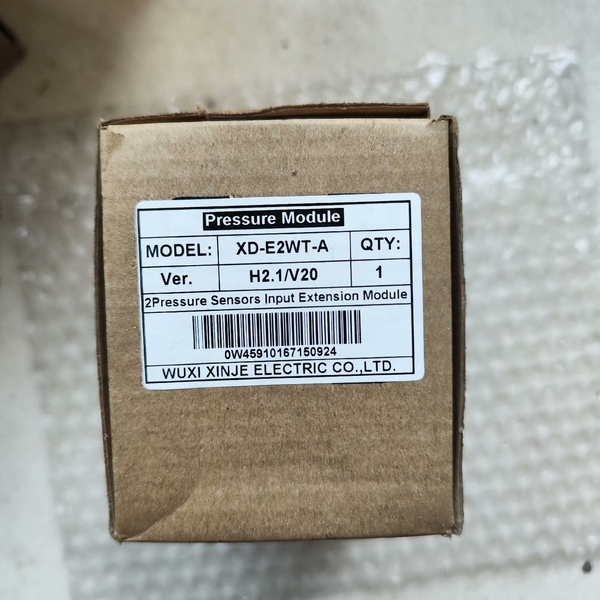 Pressure Module
MODEL: XD-E2WT-A QTY:
Ver. H2.1/V20 1
2Pressure Sensors Input Extension Module
0W45910167150924
WUXI XINJE ELECTRIC CO.,LTD.